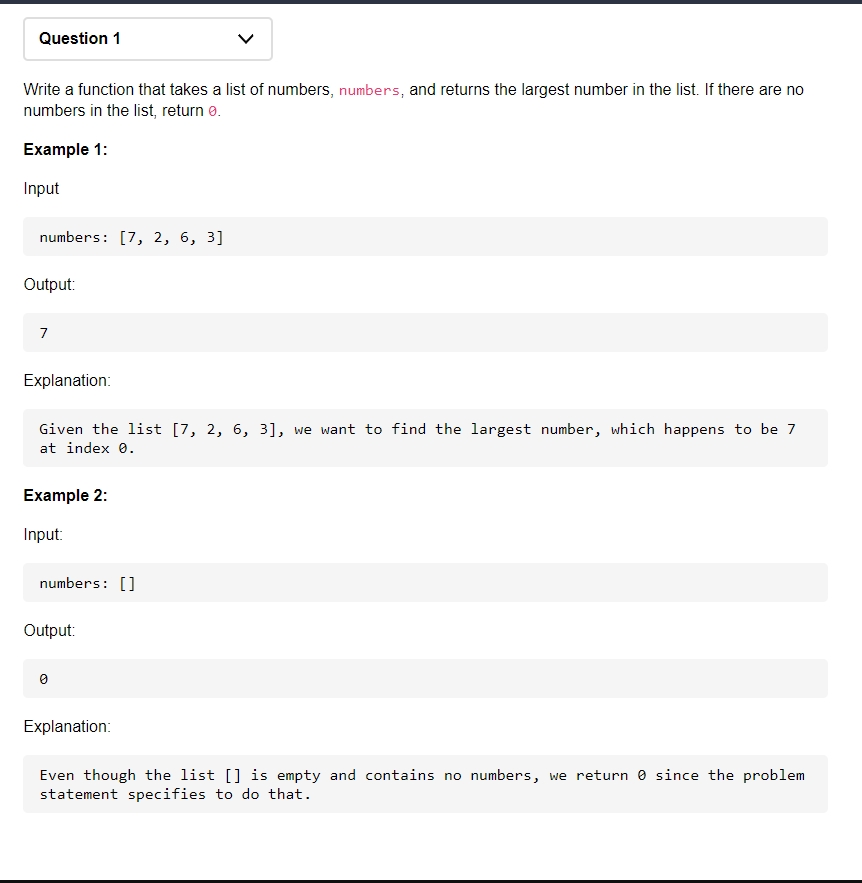 Question 1
Write a function that takes a list of numbers, numbers, and returns the largest number in the list. If there are no
numbers in the list, return 0.
Example 1:
Input
numbers: [7, 2, 6, 3]
Output:
7
Explanation:
Given the list [7, 2, 6, 3], we want to find the largest number, which happens to be 7
at index 0.
Example 2:
Input:
numbers: []
Output:
0
Explanation:
Even though the list [] is empty and contains no numbers, we return 0 since the problem
statement specifies to do that.